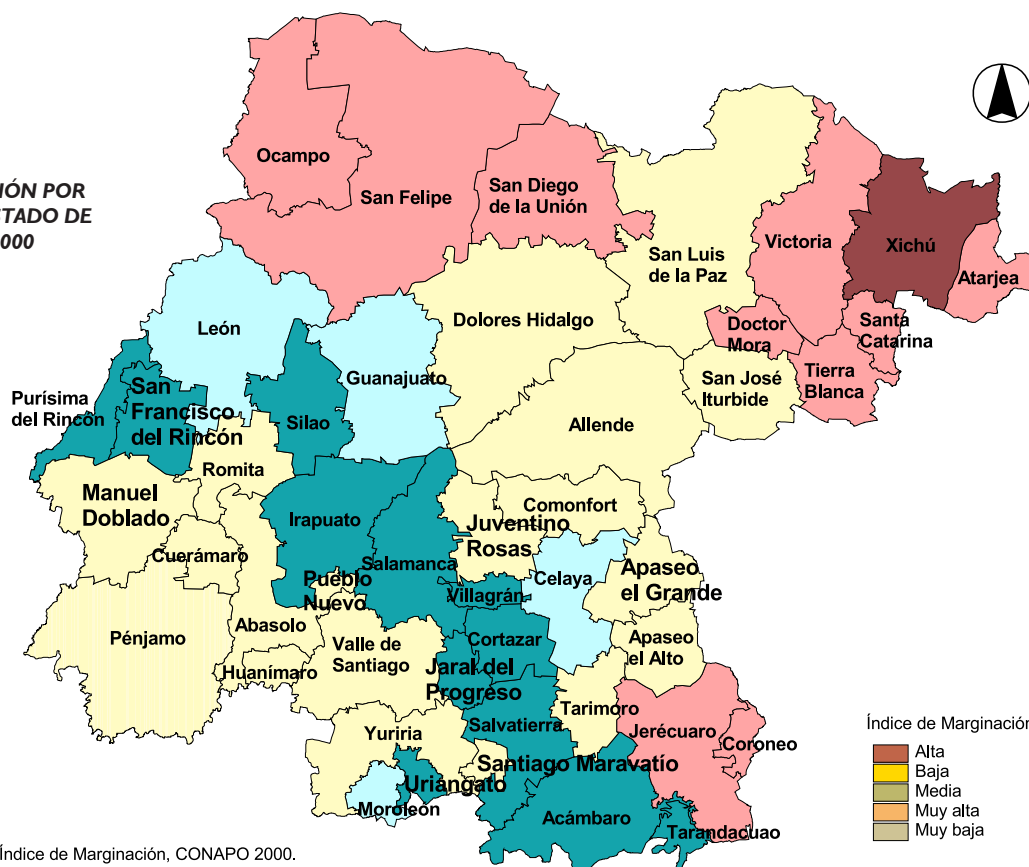 IÓN POR
TADO DE
000
Ocampo
San Felipe
San Diego
de la Unión
San Luis
de la Paz
Victoria
Xichú
Atarjea
Santa
Catarina
Doctor
Mora
Tierra
Blanca
San José
Iturbide
Dolores Hidalgo
Allende
León
Guanajuato
Silao
Purísima
del Rincón
San
Francisco
del Rincón
Romita
Manuel
Doblado
Cuerámaro
Irapuato
Salamanca
Juventino
Rosas
Comonfort
Celaya
Apaseo
el Grande
Pueblo
Nuevo
Villagrán
Pénjamo
Abasolo
Huanímaro
Valle de
Santiago
Cortazar
Jaral del
Progreso
Apaseo
el Alto
Tarimoro
Salvatierra
Yuriria
Jerécuaro
Coroneo
Santiago Maravatío
Uriangato
Moroleón
Acámbaro
Tarandacuao
Índice de Marginación
Alta
Baja
Media
Muy alta
Muy baja
Índice de Marginación, CONAPO 2000.